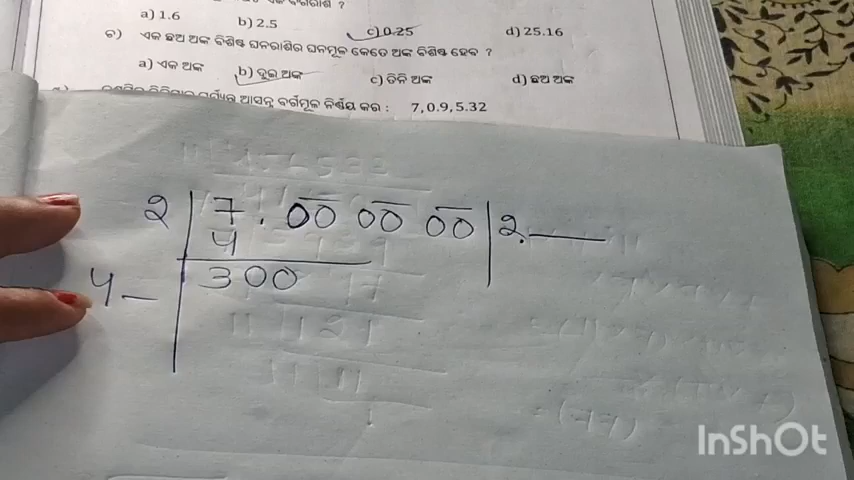 a) 1.6 b) 2.5 c) 0.25 d) 25.16
ଚ) ଏକ ଛଅ ଅଙ୍କ ବିଶିଷ୍ଟ ଘନରାଶିର ଘନମୂଳ କେତେ ଅଙ୍କ ବିଶିଷ୍ଟ ହେବ ?
a) ଏକ ଅଙ୍କ b) ଦୁଇ ଅଙ୍କ c) ତିନି ଅଙ୍କ d) ଛଅ ଅଙ୍କ
ଆସନ୍ନ ବର୍ଗମୂଳ ନିର୍ଣ୍ଣୟ କର : 7, 0.9, 5.32
2 7.00 00 00 2.
4
4 300
InShOt